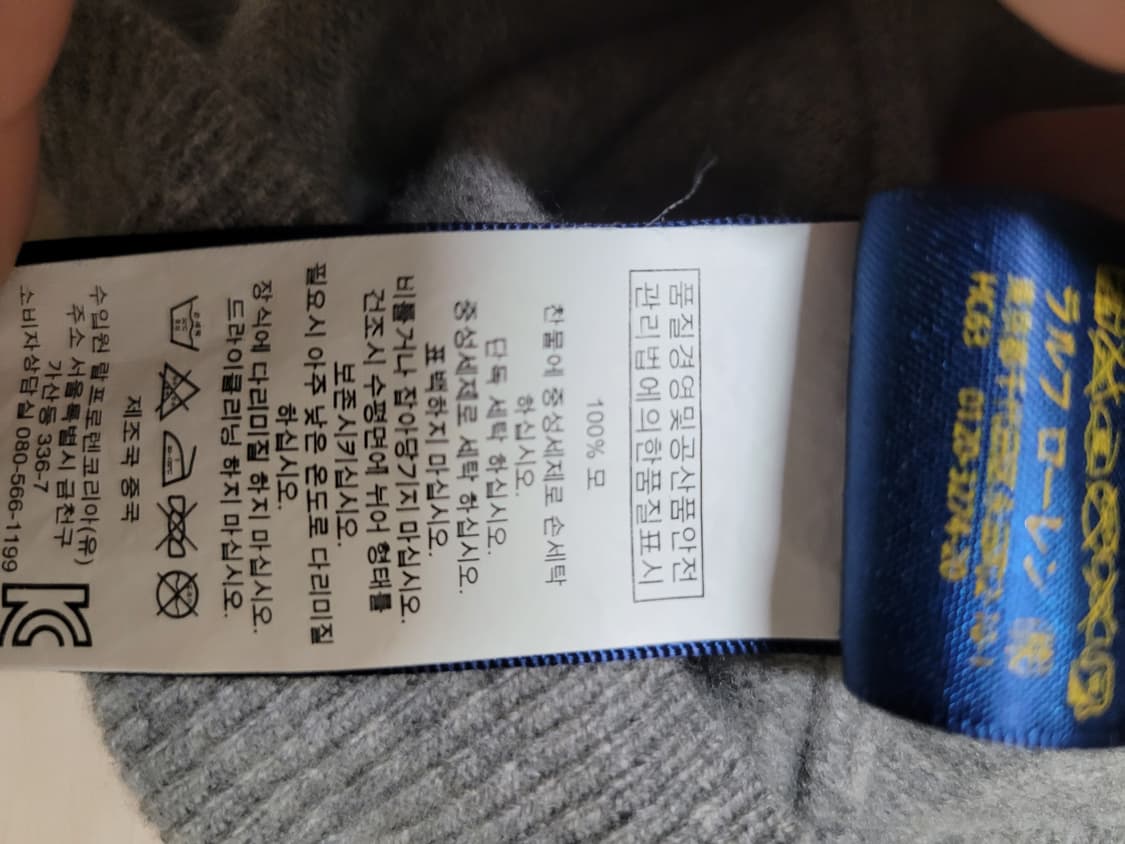 품질경영및공산품안전
관리법에의한품질표시
100% 모
찬물에 중성세제로 손세탁
하십시오.
단독 세탁 하십시오.
중성세제로 세탁 하십시오.
표백하지 마십시오.
비틀거나 잡아당기지 마십시오.
건조시 수평면에 뉘어 형태를
보존시키십시오.
필요시 아주 낮은 온도로 다리미질
하십시오.
장식에 다리미질 하지 마십시오.
드라이클리닝 하지 마십시오.
제조국 중국
수입원 랄프로렌코리아(유)
주소 서울특별시 금천구
가산동 336-7
소비자상담실 080-566-1199
KC
ラルフ ローレン
HC63 0120-3274-20